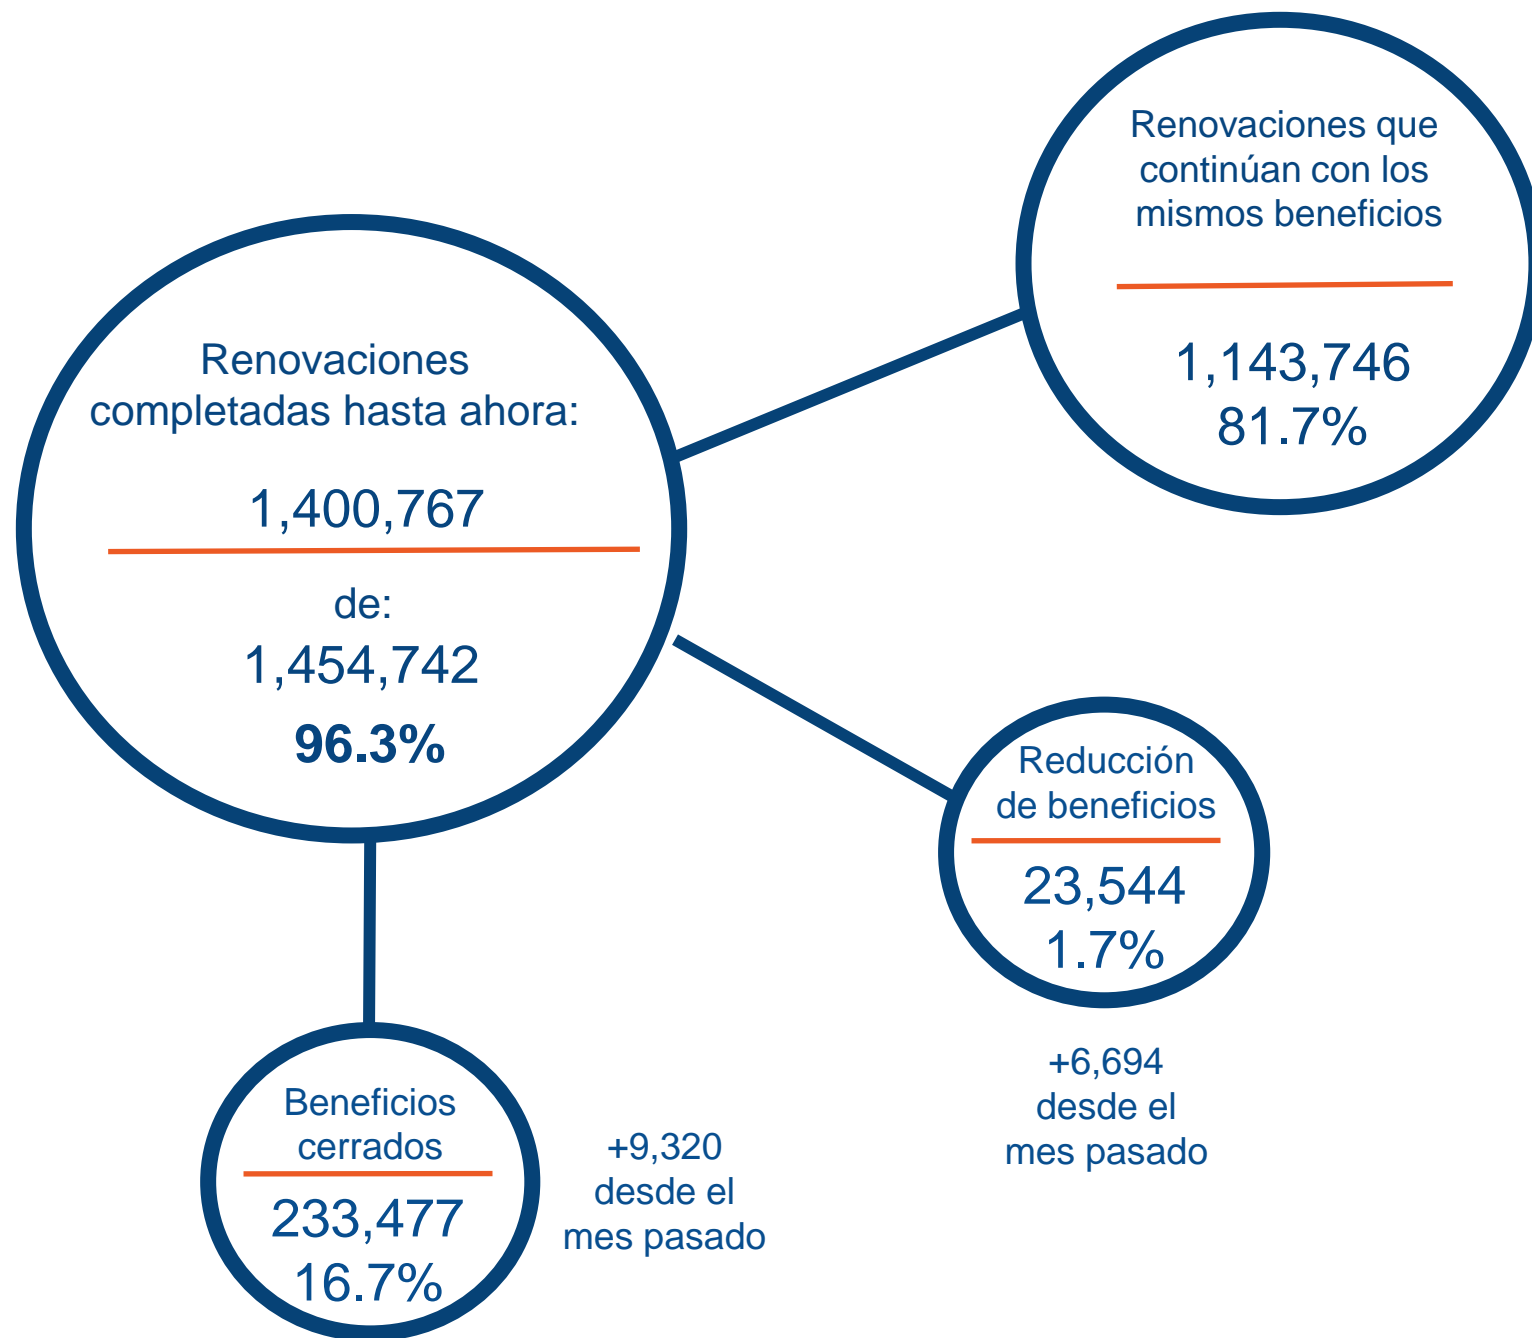 Renovaciones que
continúan con los
mismos beneficios
1,143,746
81.7%
Renovaciones
completadas hasta ahora:
1,400,767
de:
1,454,742
96.3%
Reducción
de beneficios
23,544
1.7%
+6,694
desde el
mes pasado
Beneficios
cerrados
233,477
16.7%
+9,320
desde el
mes pasado